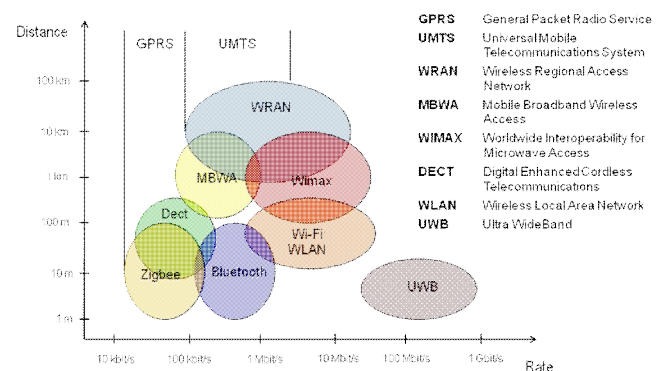 Distance
GPRS
UMTS
100 km
WRAN
10 km
1 km
MBWA
Wimax
100 m
Dect
Wi-Fi
WLAN
10 m
Zigbee
Bluetooth
UWB
1 m
10 kbit/s
100 kbit/s
1 Mbit/s
10 Mbit/s
100 Mbit/s
1 Gbit/s
Rate
GPRS General Packet Radio Service
UMTS Universal Mobile
Telecommunications System
WRAN Wireless Regional Access
Network
MBWA Mobile Broadband Wireless
Access
WIMAX Worldwide Interoperability for
Microwave Access
DECT Digital Enhanced Cordless
Telecommunications
WLAN Wireless Local Area Network
UWB Ultra WideBand